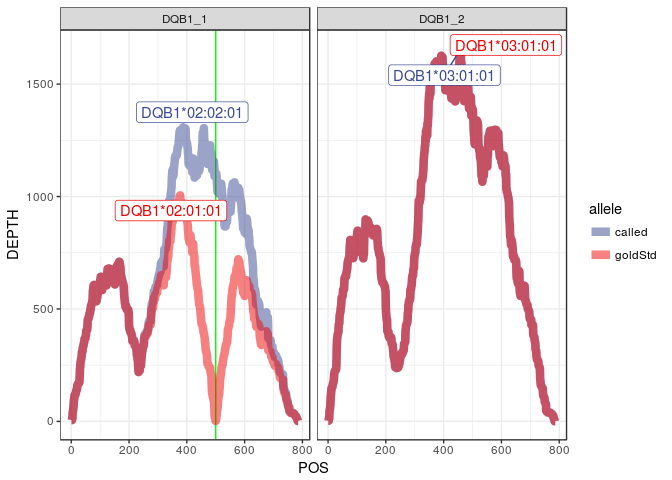 DQB1_1
DQB1_2
DQB1*03:01:01
DQB1*03:01:01
DQB1*02:02:01
DQB1*02:01:01
1500
1000
500
0
DEPTH
0
200
400
600
800
0
200
400
600
800
POS
allele
called
goldStd